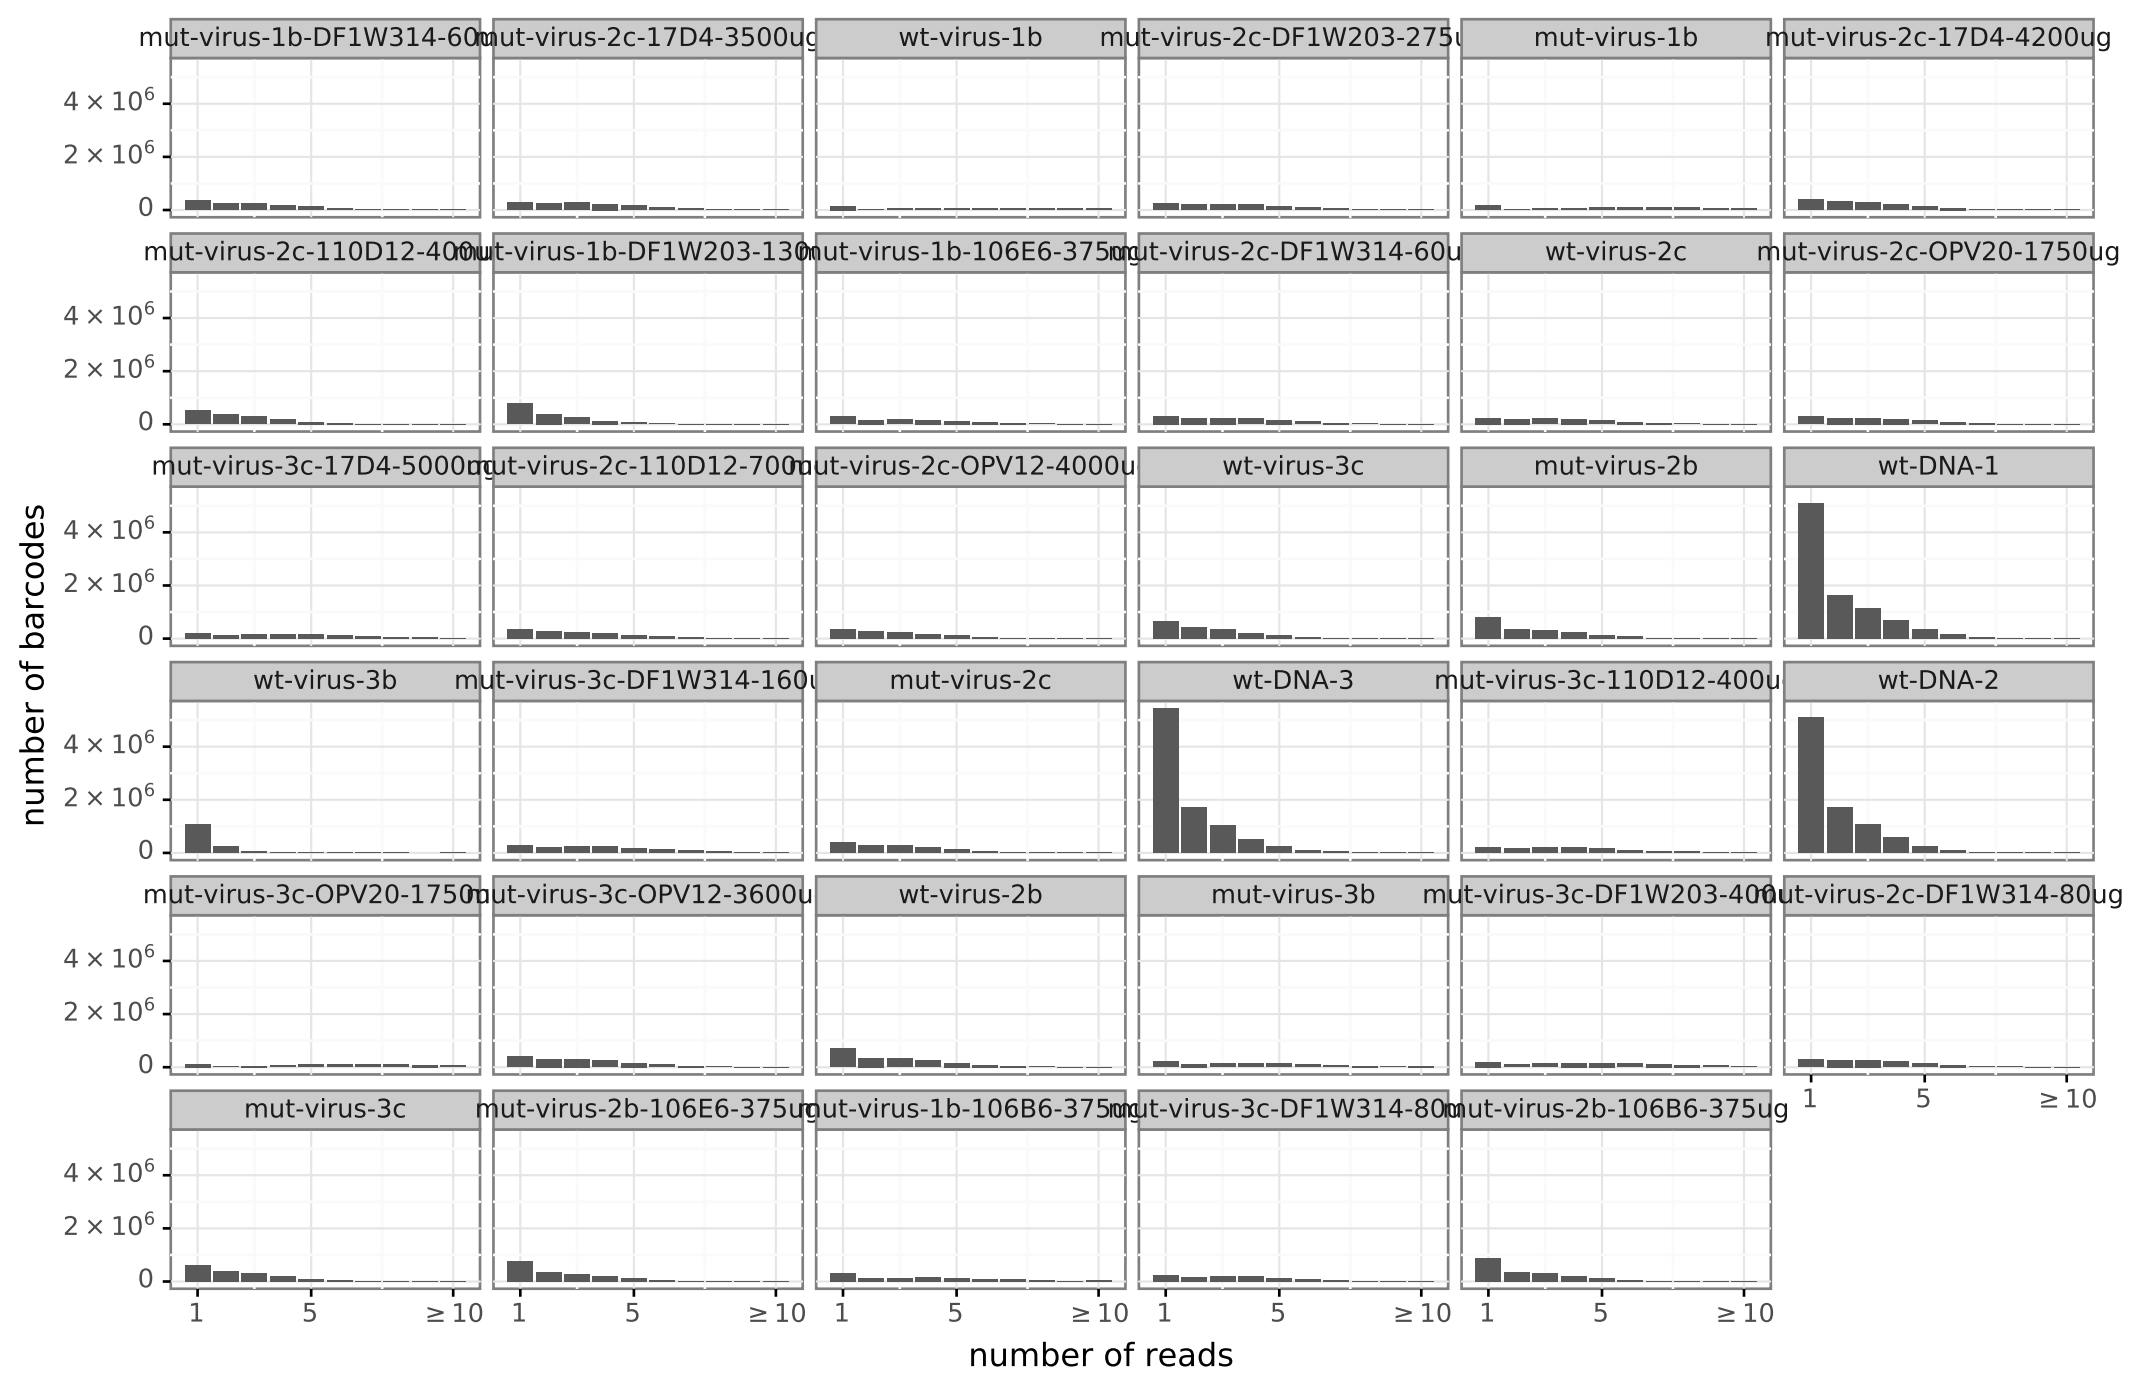 mut-virus-1b-DF1W314-60 mut-virus-2c-17D4-3500ug wt-virus-1b mut-virus-2c-DF1W203-275 mut-virus-1b mut-virus-2c-17D4-4200ug
4 × 10⁶
2 × 10⁶
0
mut-virus-2c-110D12-400 mut-virus-1b-DF1W203-130 mut-virus-1b-106E6-375 mut-virus-2c-DF1W314-60u wt-virus-2c mut-virus-2c-OPV20-1750ug
4 × 10⁶
2 × 10⁶
0
mut-virus-3c-17D4-5000 mut-virus-2c-110D12-700 mut-virus-2c-OPV12-4000u wt-virus-3c mut-virus-2b wt-DNA-1
4 × 10⁶
2 × 10⁶
0
wt-virus-3b mut-virus-3c-DF1W314-160 mut-virus-2c wt-DNA-3 mut-virus-3c-110D12-400u wt-DNA-2
4 × 10⁶
2 × 10⁶
0
mut-virus-3c-OPV20-1750 mut-virus-3c-OPV12-3600u wt-virus-2b mut-virus-3b mut-virus-3c-DF1W203-400 mut-virus-2c-DF1W314-80ug
4 × 10⁶
2 × 10⁶
0
1 5 ≥ 10
mut-virus-3c mut-virus-2b-106E6-375ug mut-virus-1b-106B6-375 mut-virus-3c-DF1W314-80 mut-virus-2b-106B6-375ug
4 × 10⁶
2 × 10⁶
0
1 5 ≥ 10 1 5 ≥ 10 1 5 ≥ 10 1 5 ≥ 10 1 5 ≥ 10
number of reads
number of barcodes